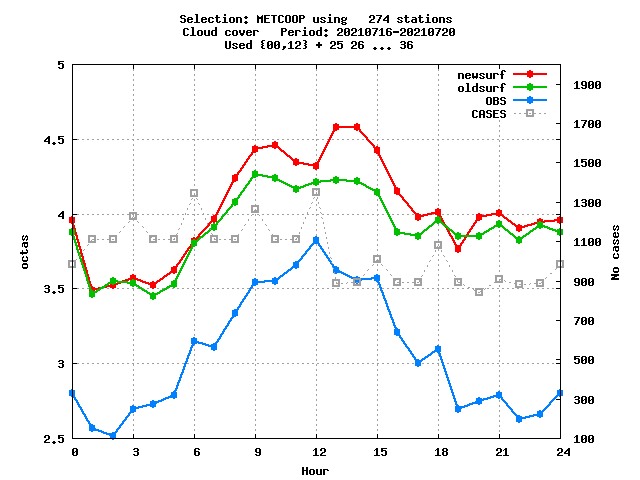 Selection: METCOOP using   274 stations
Cloud cover   Period: 20210716-20210720
Used {00,12} + 25 26 ... 36
newsurf
oldsurf
OBS
CASES
octas
5
4.5
4
3.5
3
2.5
No cases
1900
1700
1500
1300
1100
900
700
500
300
100
0 3 6 9 12 15 18 21 24
Hour